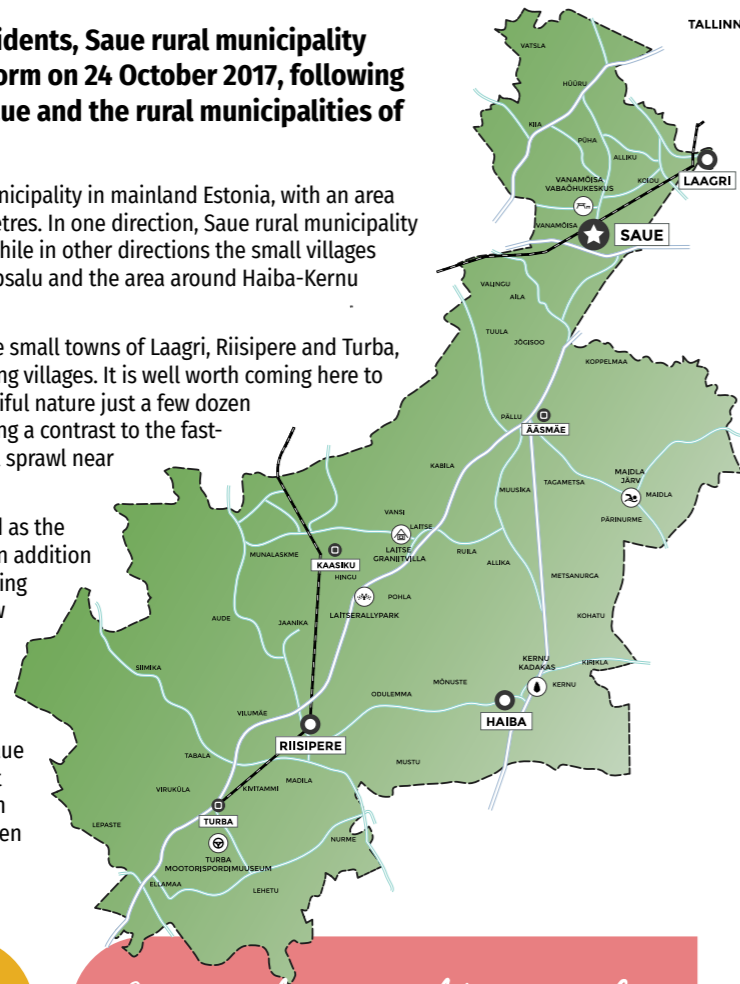 idents, Saue rural municipality
orm on 24 October 2017, following
ue and the rural municipalities of
nicipality in mainland Estonia, with an area
etres. In one direction, Saue rural municipality
hile in other directions the small villages
osalu and the area around Haiba-Kernu
e small towns of Laagri, Riisipere and Turba,
ng villages. It is well worth coming here to
iful nature just a few dozen
ng a contrast to the fast-
sprawl near
d as the
n addition
ing
w
ue
t
n
en
TALLINN
VATSLA
HÜÜRU
KIIA
PÜHA
ALLIKU
KOIDU
LAAGRI
VANAMÕISA
VABAÕHUKESKUS
VANAMÕISA
SAUE
VALINGU
AILA
TUULA
JÕGISOO
KOPPELMAA
PÄLLU
ÄÄSMÄE
KABILA
MUUSIKA
TAGAMETSA
MAIDLA
JÄRV
MAIDLA
PÄRINURME
VANSI
LAITSE
LAITSE
GRANIITVILLA
RUILA
ALLIKA
MUNALASKME
KAASIKU
HINGU
METSANURGA
POHLA
LAITSERALLYPARK
KOHATU
AUDE
JAANIKA
SIIMIKA
KERNU
KADAKAS
KIRIKLA
KERNU
MÕNUSTE
ODULEMMA
HAIBA
VILUMÄE
RIISIPERE
MUSTU
TABALA
MADILA
KIVITAMMI
VIRUKÜLA
TURBA
LEPASTE
NURME
TURBA
MOOTORISPORDIMUUSEUM
ELLAMAA
LEHETU